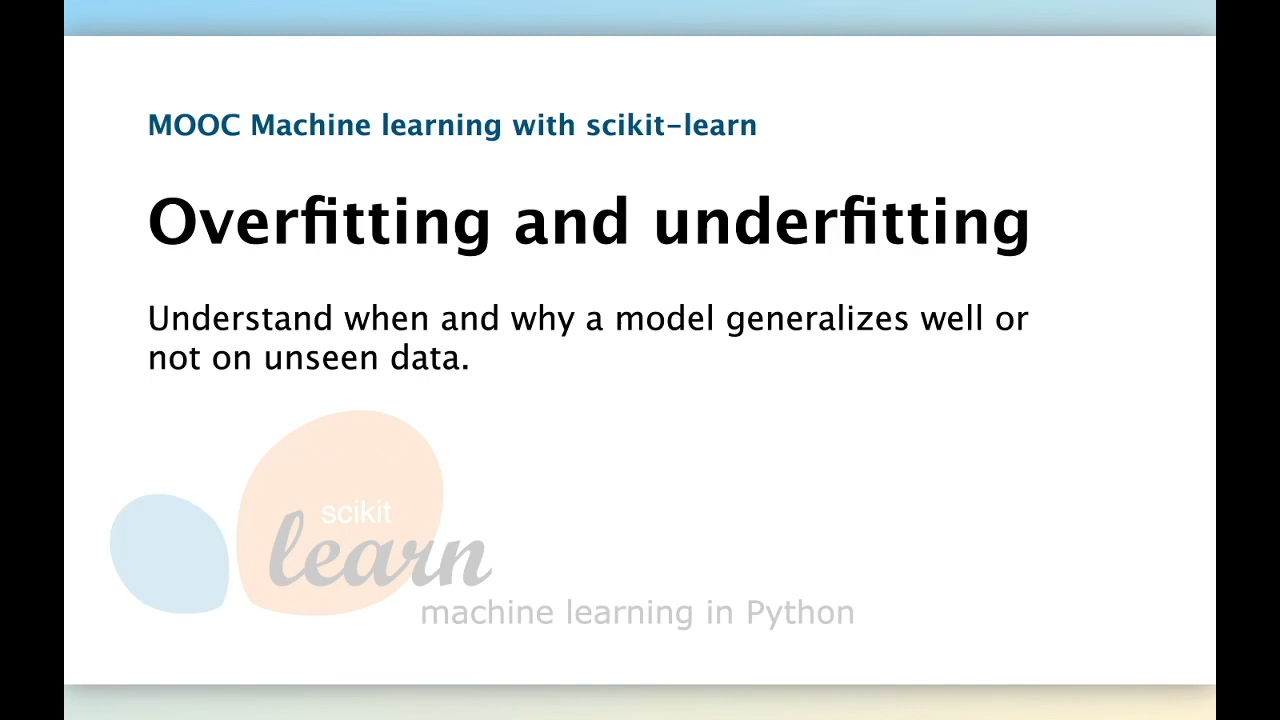 MOOC Machine learning with scikit-learn
Overfitting and underfitting
Understand when and why a model generalizes well or
not on unseen data.
scikit
learn
machine learning in Python